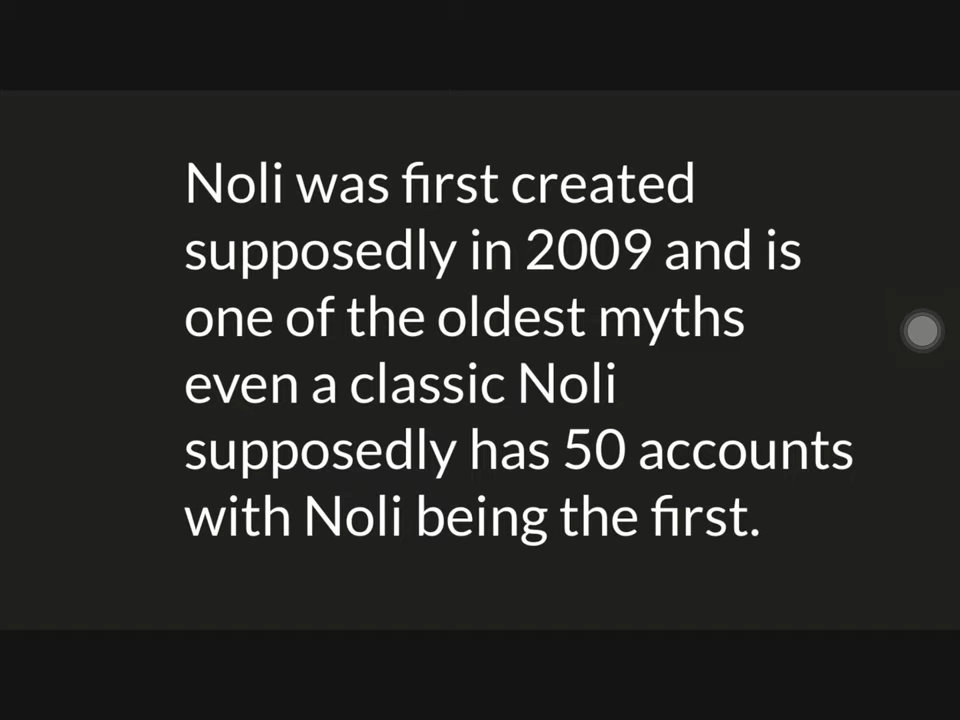 Noli was first created
supposedly in 2009 and is
one of the oldest myths
even a classic Noli
supposedly has 50 accounts
with Noli being the first.